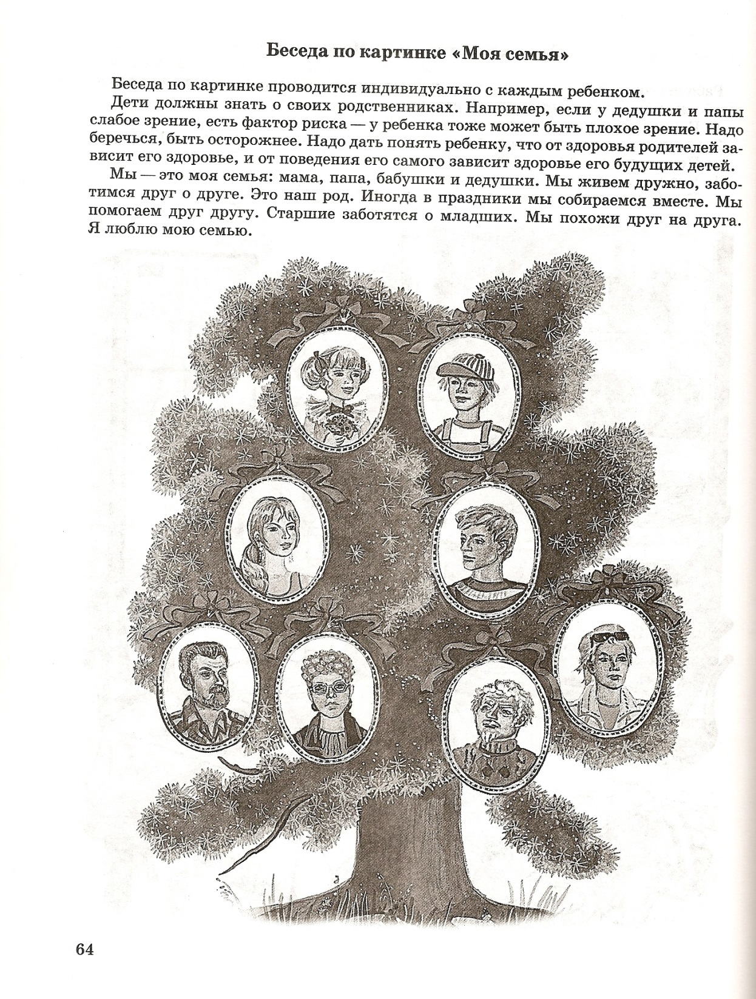 Беседа по картинке «Моя семья»
Беседа по картинке проводится индивидуально с каждым ребенком.
Дети должны знать о своих родственниках. Например, если у дедушки и папы
слабое зрение, есть фактор риска — у ребенка тоже может быть плохое зрение. Надо
беречься, быть осторожнее. Надо дать понять ребенку, что от здоровья родителей за-
висит его здоровье, и от поведения его самого зависит здоровье его будущих детей.
Мы — это моя семья: мама, папа, бабушки и дедушки. Мы живем дружно, забо-
тимся друг о друге. Это наш род. Иногда в праздники мы собираемся вместе. Мы
помогаем друг другу. Старшие заботятся о младших. Мы похожи друг на друга.
Я люблю мою семью.
64